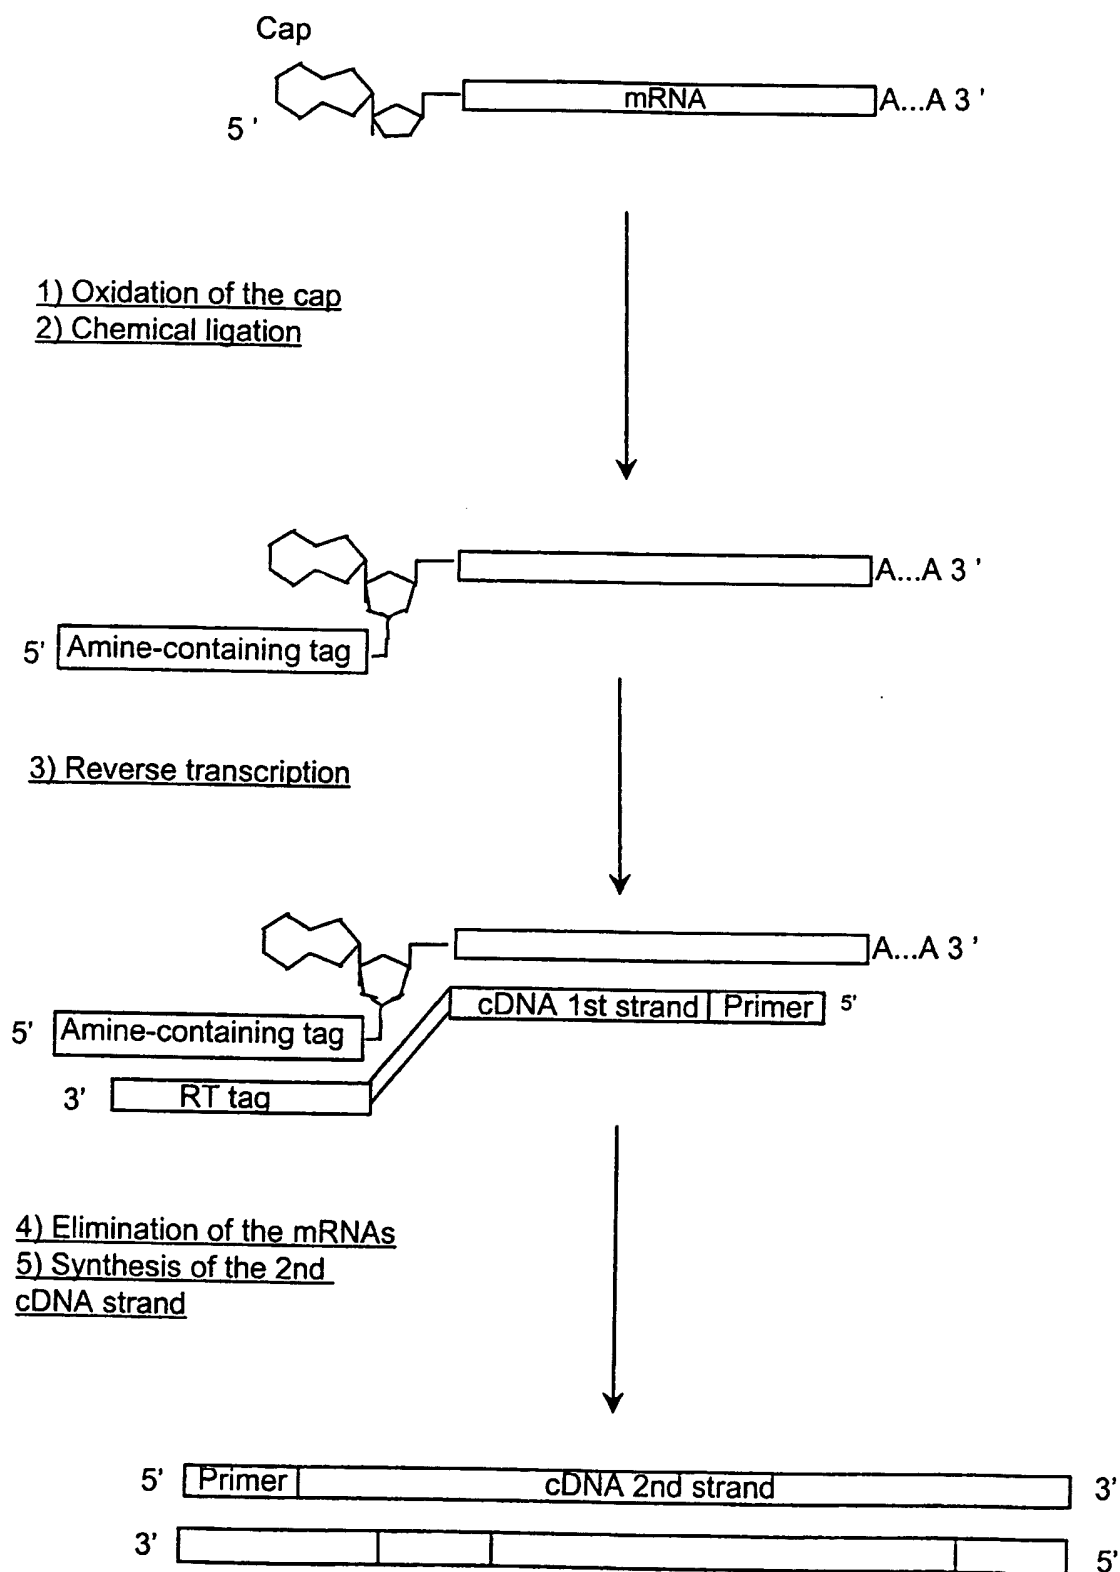 Cap
5 '
mRNA
A...A 3 '
1) Oxidation of the cap
2) Chemical ligation
A...A 3 '
5' Amine-containing tag
3) Reverse transcription
A...A 3 '
cDNA 1st strand Primer 5'
5' Amine-containing tag
3' RT tag
4) Elimination of the mRNAs
5) Synthesis of the 2nd
cDNA strand
5' Primer cDNA 2nd strand 3'
3' 5'